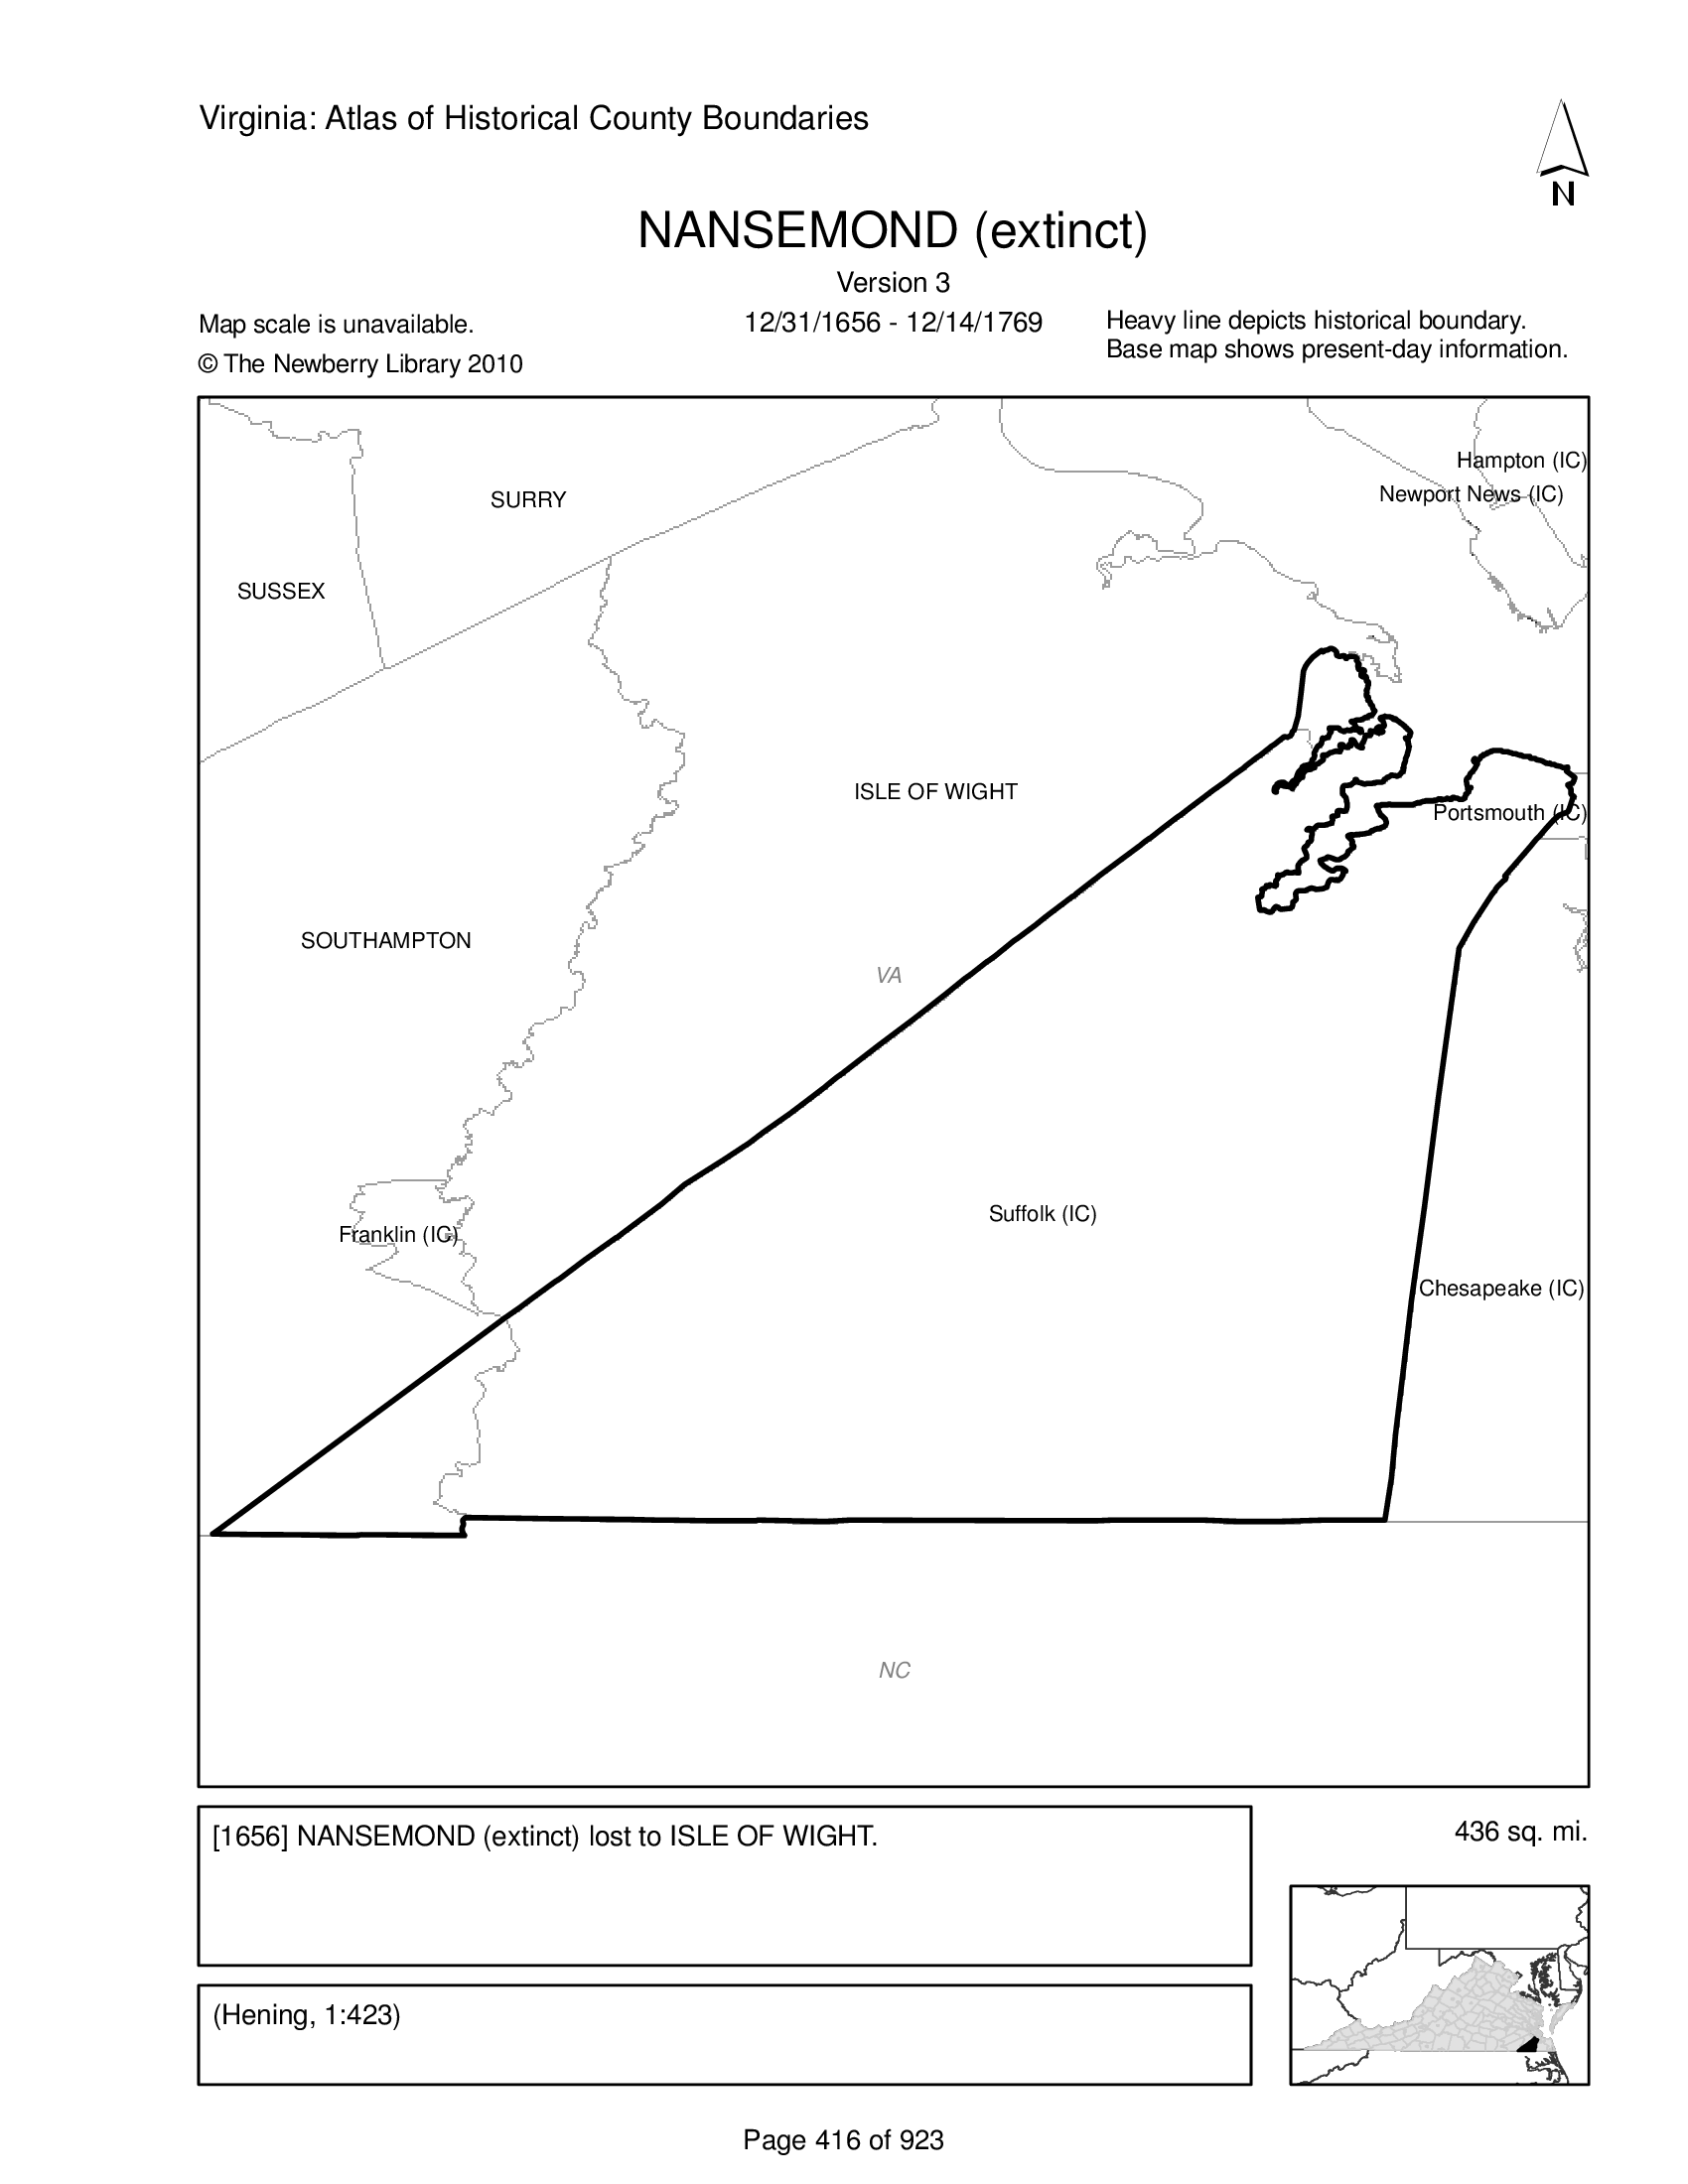 Virginia: Atlas of Historical County Boundaries
N
NANSEMOND (extinct)
Version 3
12/31/1656 - 12/14/1769
Map scale is unavailable.
© The Newberry Library 2010
Heavy line depicts historical boundary.
Base map shows present-day information.
Hampton (IC)
Newport News (IC)
SURRY
SUSSEX
ISLE OF WIGHT
Portsmouth (IC)
SOUTHAMPTON
VA
Suffolk (IC)
Franklin (IC)
Chesapeake (IC)
NC
[1656] NANSEMOND (extinct) lost to ISLE OF WIGHT.
436 sq. mi.
(Hening, 1:423)
Page 416 of 923